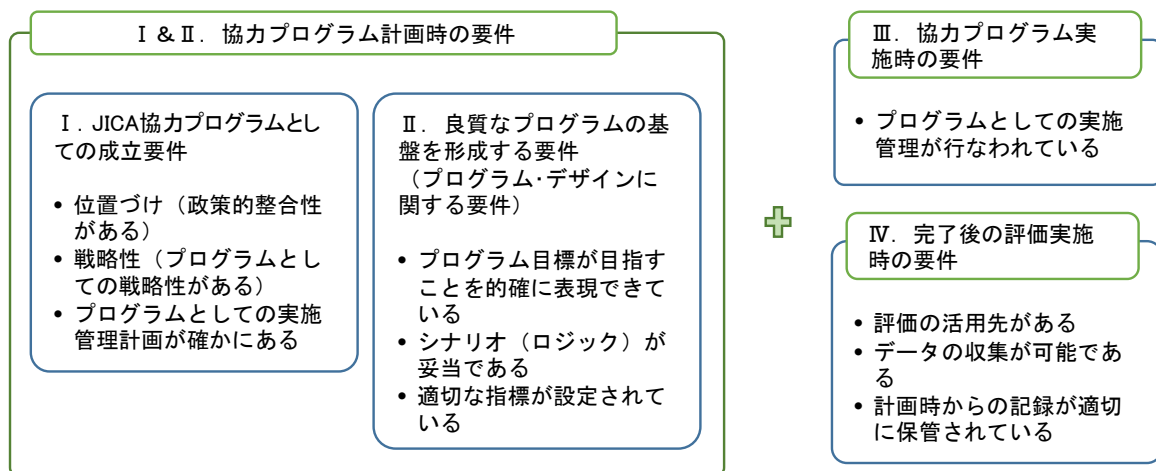 Ⅰ & Ⅱ．協力プログラム計画時の要件
Ⅰ．JICA協力プログラムとし
ての成立要件
• 位置づけ（政策的整合性
がある）
• 戦略性（プログラムとし
ての戦略性がある）
• プログラムとしての実施
管理計画が確かにある
Ⅱ．良質なプログラムの基
盤を形成する要件
（プログラム･デザインに
関する要件）
• プログラム目標が目指す
ことを的確に表現できて
いる
• シナリオ（ロジック）が
妥当である
• 適切な指標が設定されて
いる
Ⅲ．協力プログラム実
施時の要件
• プログラムとしての実施
管理が行なわれている
Ⅳ．完了後の評価実施
時の要件
• 評価の活用先がある
• データの収集が可能であ
る
• 計画時からの記録が適切
に保管されている